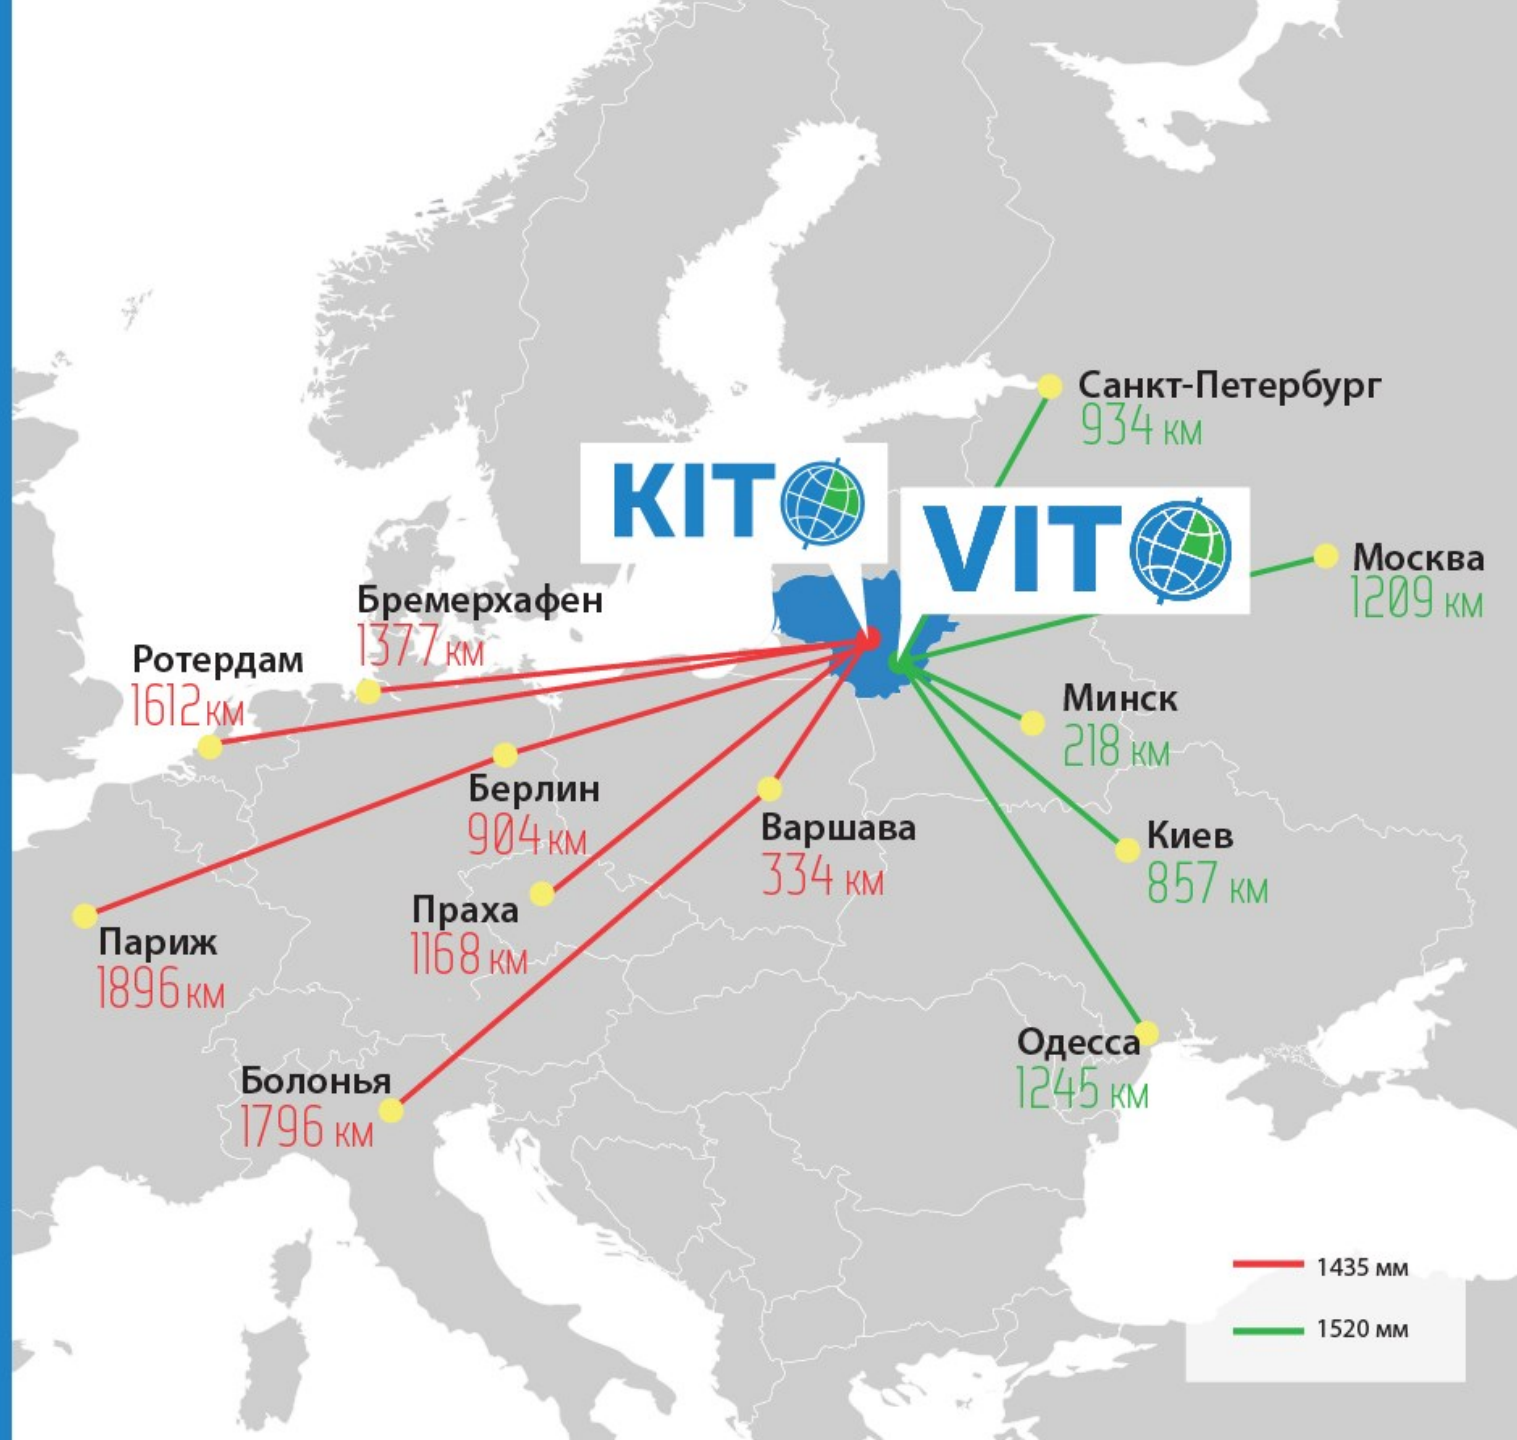 Санкт-Петербург
934 км
KITO
VITO
Москва
1209 км
Бремерхафен
1377 км
Ротердам
1612 км
Минск
218 км
Берлин
904 км
Варшава
334 км
Киев
857 км
Праха
1168 км
Париж
1896 км
Одесса
1245 км
Болонья
1796 км
1435 мм
1520 мм